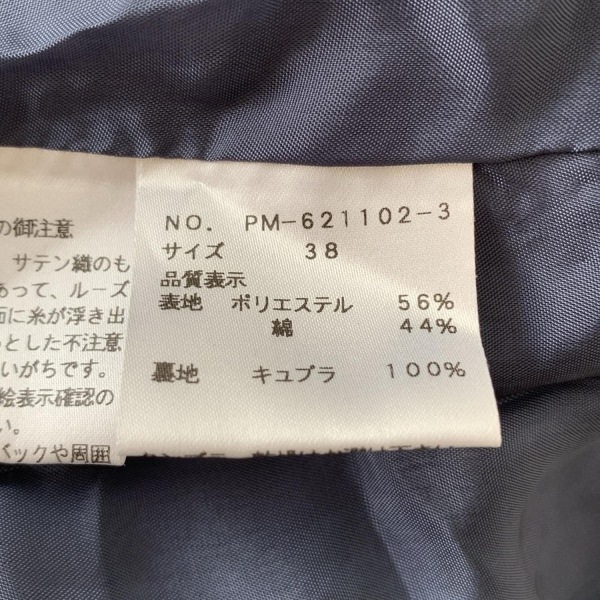 の御注意
サテン織のも
あって、ルーズ
面に糸が浮き出
っとした不注意
いがちです。
絵表示確認の
い。
バックや周囲
NO. PM-621102-3
サイズ 38
品質表示
表地 ポリエステル 56%
綿 44%
裏地 キュプラ 100%